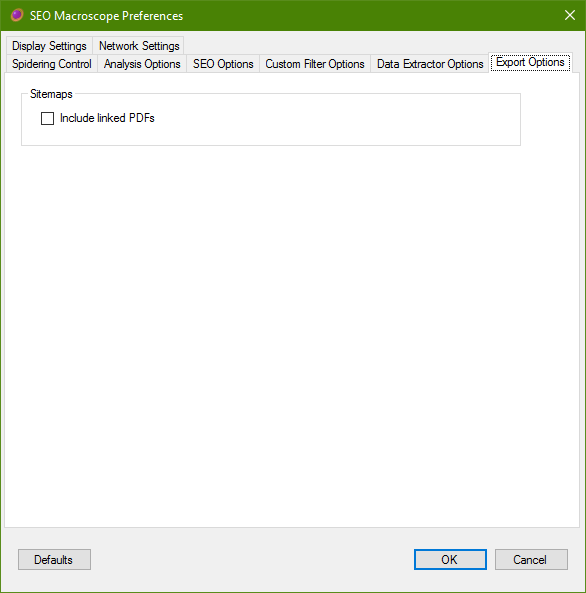 SEO Macroscope Preferences
Display Settings Network Settings
Spidering Control Analysis Options SEO Options Custom Filter Options Data Extractor Options Export Options
Sitemaps
Include linked PDFs
Defaults OK Cancel